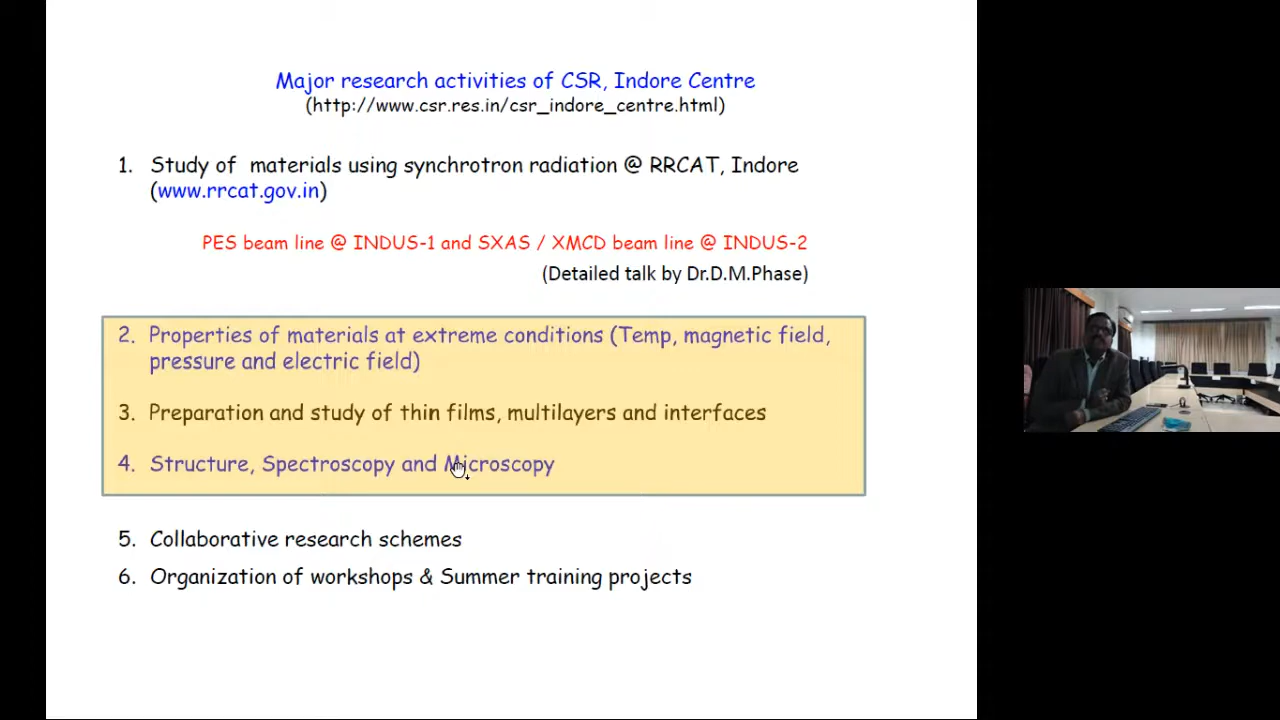 Major research activities of CSR, Indore Centre
(http://www.csr.res.in/csr_indore_centre.html)
1. Study of materials using synchrotron radiation @ RRCAT, Indore
(www.rrcat.gov.in)
PES beam line @ INDUS-1 and SXAS / XMCD beam line @ INDUS-2
(Detailed talk by Dr.D.M.Phase)
2. Properties of materials at extreme conditions (Temp, magnetic field,
pressure and electric field)
3. Preparation and study of thin films, multilayers and interfaces
4. Structure, Spectroscopy and Microscopy
5. Collaborative research schemes
6. Organization of workshops & Summer training projects